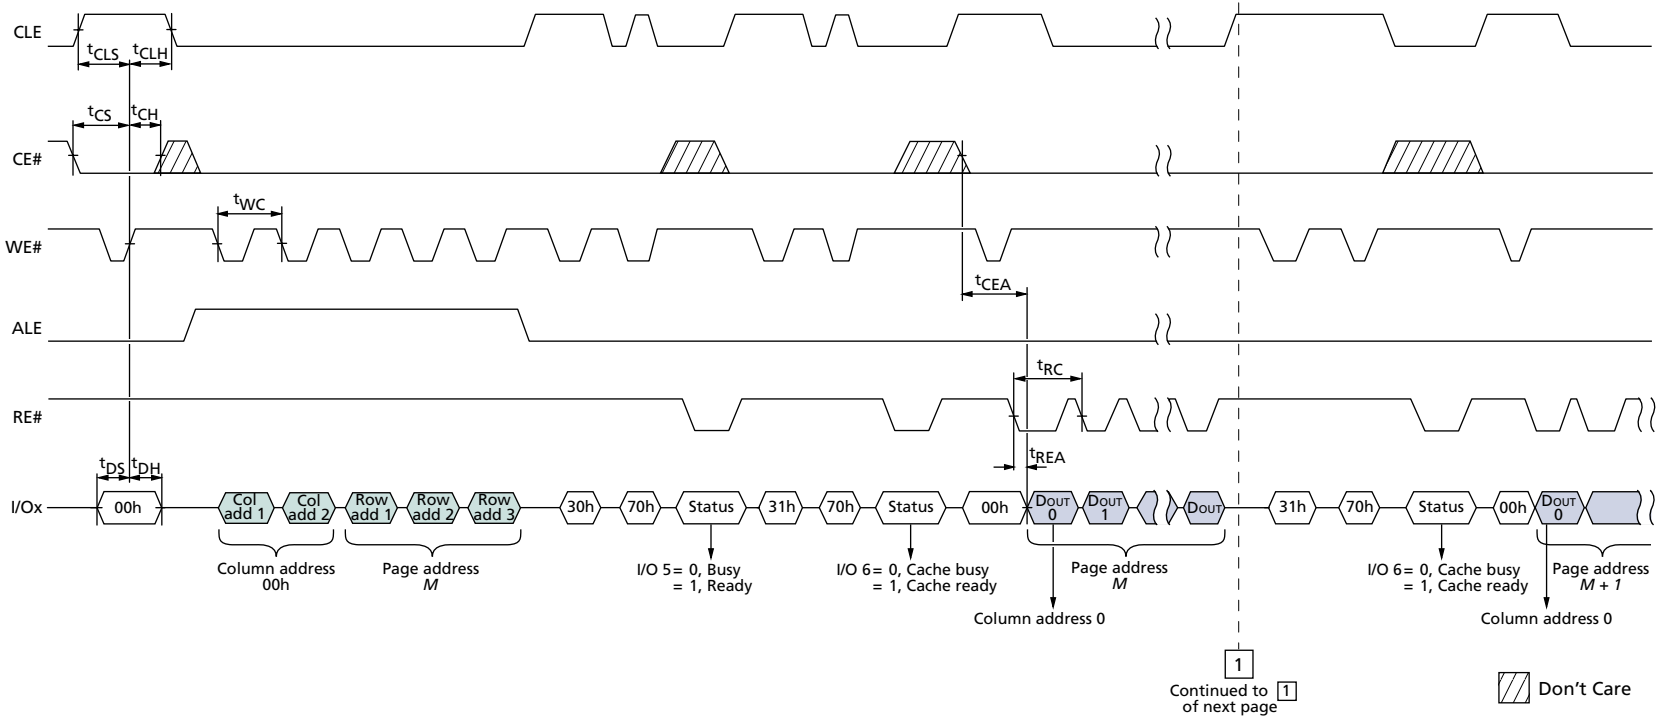 CLE
tCLS tCLH
tCS tCH
CE#
tWC
WE#
tCEA
ALE
tRC
RE#
tREA
tDS tDH
I/Ox
00h
Col add 1
Col add 2
Row add 1
Row add 2
Row add 3
30h
70h
Status
31h
70h
Status
00h
DOUT 0
DOUT 1
DOUT
31h
70h
Status
00h
DOUT 0
Column address
00h
Page address
M
I/O 5 = 0, Busy
= 1, Ready
I/O 6 = 0, Cache busy
= 1, Cache ready
Page address
M
Column address 0
I/O 6 = 0, Cache busy
= 1, Cache ready
Page address
M + 1
Column address 0
1
Continued to 1
of next page
Don't Care